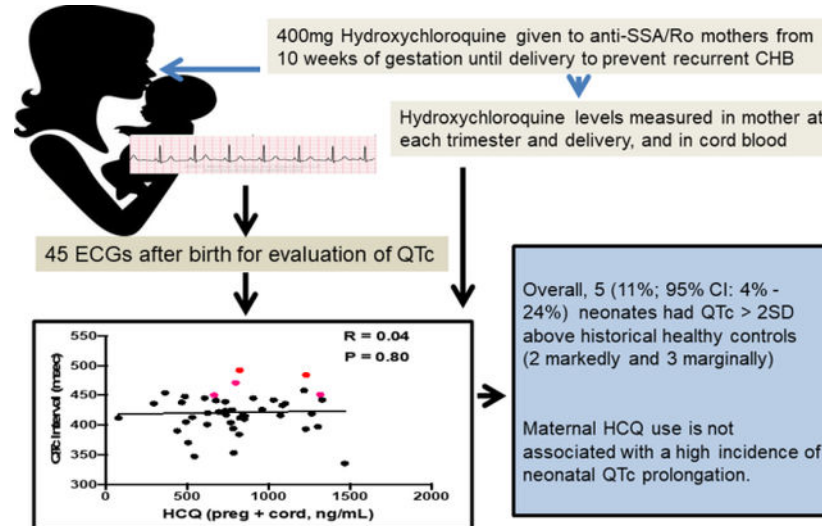 400mg Hydroxychloroquine given to anti-SSA/Ro mothers from
10 weeks of gestation until delivery to prevent recurrent CHB
Hydroxychloroquine levels measured in mother at
each trimester and delivery, and in cord blood
45 ECGs after birth for evaluation of QTc
Overall, 5 (11%; 95% CI: 4% -
24%) neonates had QTc > 2SD
above historical healthy controls
(2 markedly and 3 marginally)
Maternal HCQ use is not
associated with a high incidence of
neonatal QTc prolongation.
R = 0.04
P = 0.80
QTc Interval (msec)
550
500
450
400
350
300
0
500
1000
1500
2000
HCQ (preg + cord, ng/mL)